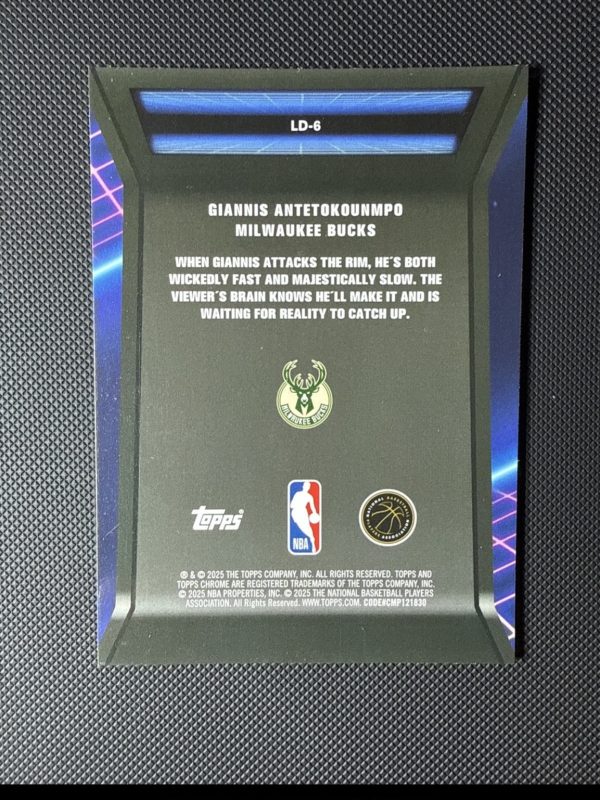 LD-6
GIANNIS ANTETOKOUNMPO
MILWAUKEE BUCKS
WHEN GIANNIS ATTACKS THE RIM, HE´S BOTH
WICKEDLY FAST AND MAJESTICALLY SLOW. THE
VIEWER´S BRAIN KNOWS HE´LL MAKE IT AND IS
WAITING FOR REALITY TO CATCH UP.
MILWAUKEE BUCKS
topps®
NBA
NATIONAL BASKETBALL
PLAYERS ASSOCIATION
® & © 2025 THE TOPPS COMPANY, INC. ALL RIGHTS RESERVED. TOPPS AND
TOPPS CHROME ARE REGISTERED TRADEMARKS OF THE TOPPS COMPANY, INC.
© 2025 NBA PROPERTIES, INC. © 2025 THE NATIONAL BASKETBALL PLAYERS
ASSOCIATION. All Rights Reserved. WWW.TOPPS.COM. CODE#CMP121830